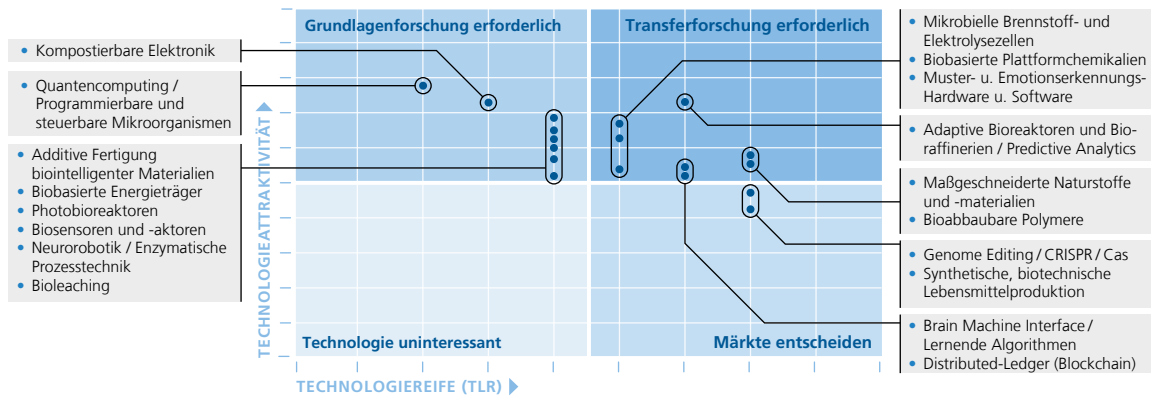 Grundlagenforschung erforderlich
Transferforschung erforderlich
Technologie uninteressant
Märkte entscheiden
TECHNOLOGIEATTRAKTIVITÄT
TECHNOLOGIEREIFE (TLR)
• Kompostierbare Elektronik
• Quantencomputing /
Programmierbare und
steuerbare Mikroorganismen
• Additive Fertigung
biointelligenter Materialien
• Biobasierte Energieträger
• Photobioreaktoren
• Biosensoren und -aktoren
• Neurorobotik / Enzymatische
Prozesstechnik
• Bioleaching
• Mikrobielle Brennstoff- und
Elektrolysezellen
• Biobasierte Plattformchemikalien
• Muster- u. Emotionserkennungs-
Hardware u. Software
• Adaptive Bioreaktoren und Bio-
raffinerien / Predictive Analytics
• Maßgeschneiderte Naturstoffe
und -materialien
• Bioabbaubare Polymere
• Genome Editing / CRISPR / Cas
• Synthetische, biotechnische
Lebensmittelproduktion
• Brain Machine Interface /
Lernende Algorithmen
• Distributed-Ledger (Blockchain)